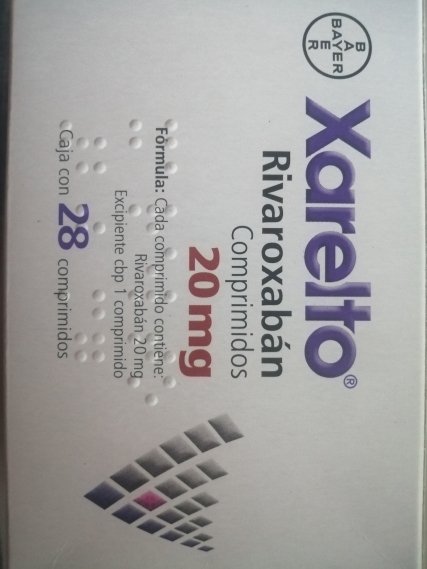 B
A
BAYER
E
R
Xarelto®
Rivaroxabán
Comprimidos
20 mg
Fórmula: Cada comprimido contiene:
Rivaroxabán 20 mg
Excipiente cbp 1 comprimido
Caja con 28 comprimidos